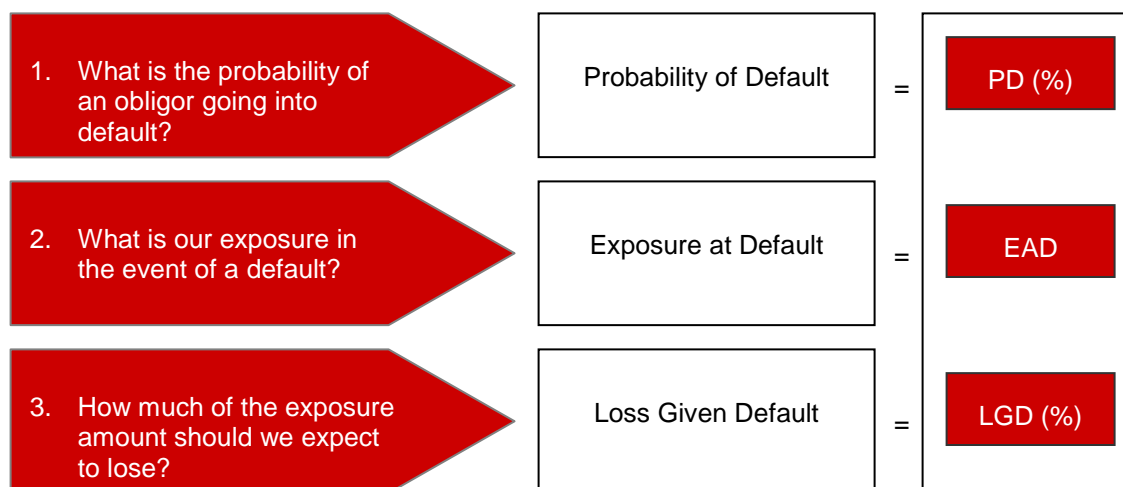 1. What is the probability of
an obligor going into
default?
Probability of Default
=
PD (%)
2. What is our exposure in
the event of a default?
Exposure at Default
=
EAD
3. How much of the exposure
amount should we expect
to lose?
Loss Given Default
=
LGD (%)